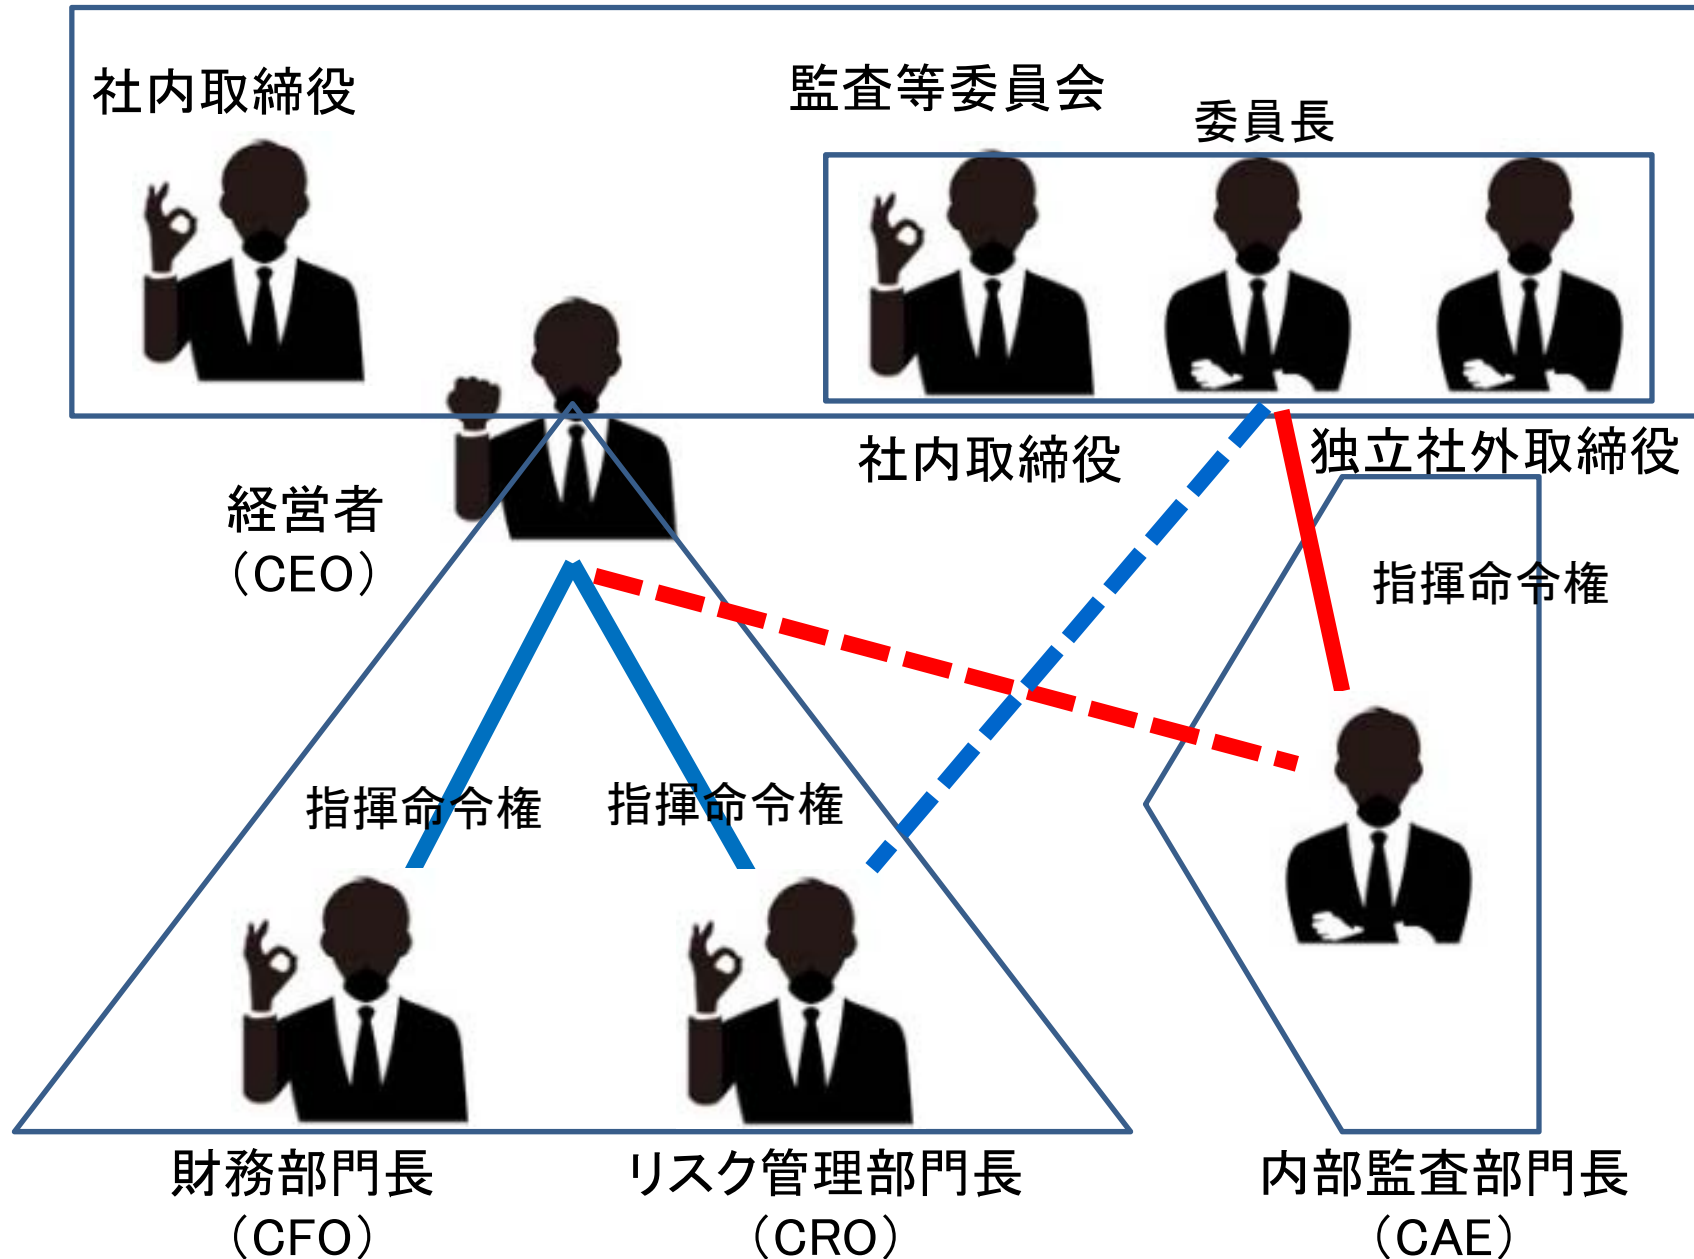 社内取締役
監査等委員会
委員長
社内取締役
独立社外取締役
経営者
（CEO）
指揮命令権
指揮命令権
指揮命令権
財務部門長
（CFO）
リスク管理部門長
（CRO）
内部監査部門長
（CAE）